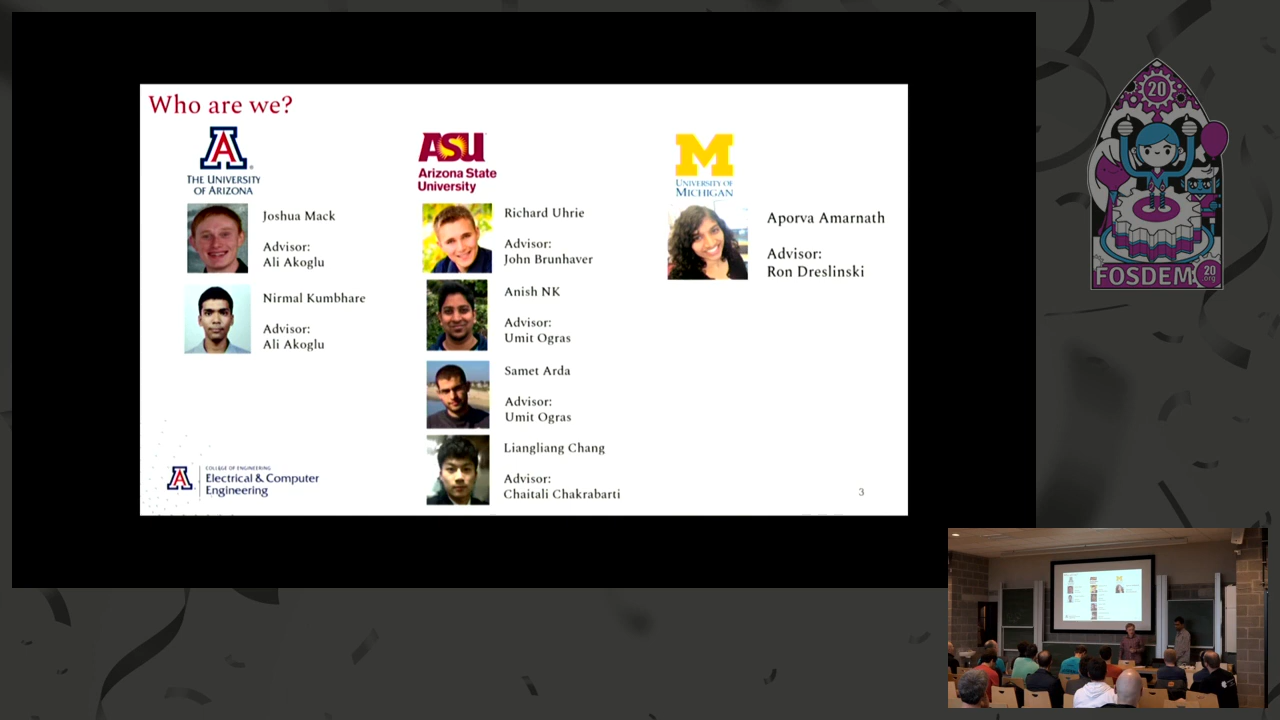 Who are we?
A
THE UNIVERSITY
OF ARIZONA
Joshua Mack
Advisor:
Ali Akoglu
Nirmal Kumbhare
Advisor:
Ali Akoglu
ASU
Arizona State
University
Richard Uhrie
Advisor:
John Brunhaver
Anish NK
Advisor:
Umit Ogras
Samet Arda
Advisor:
Umit Ogras
Liangliang Chang
Advisor:
Chaitali Chakrabarti
M
UNIVERSITY OF
MICHIGAN
Aporva Amarnath
Advisor:
Ron Dreslinski
A
COLLEGE OF ENGINEERING
Electrical & Computer
Engineering
3
20
FOSDEM
20
.org